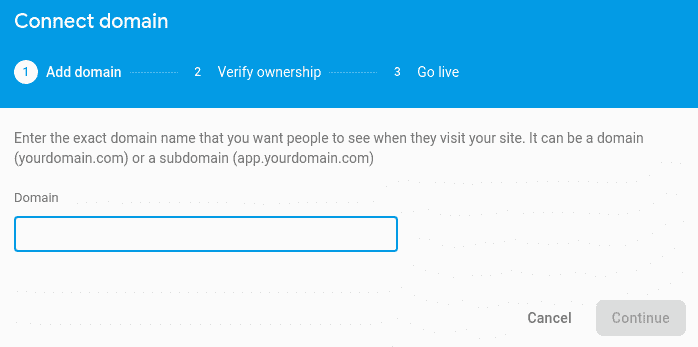 Connect domain
1 Add domain 2 Verify ownership 3 Go live
Enter the exact domain name that you want people to see when they visit your site. It can be a domain
(yourdomain.com) or a subdomain (app.yourdomain.com)
Domain
Cancel Continue